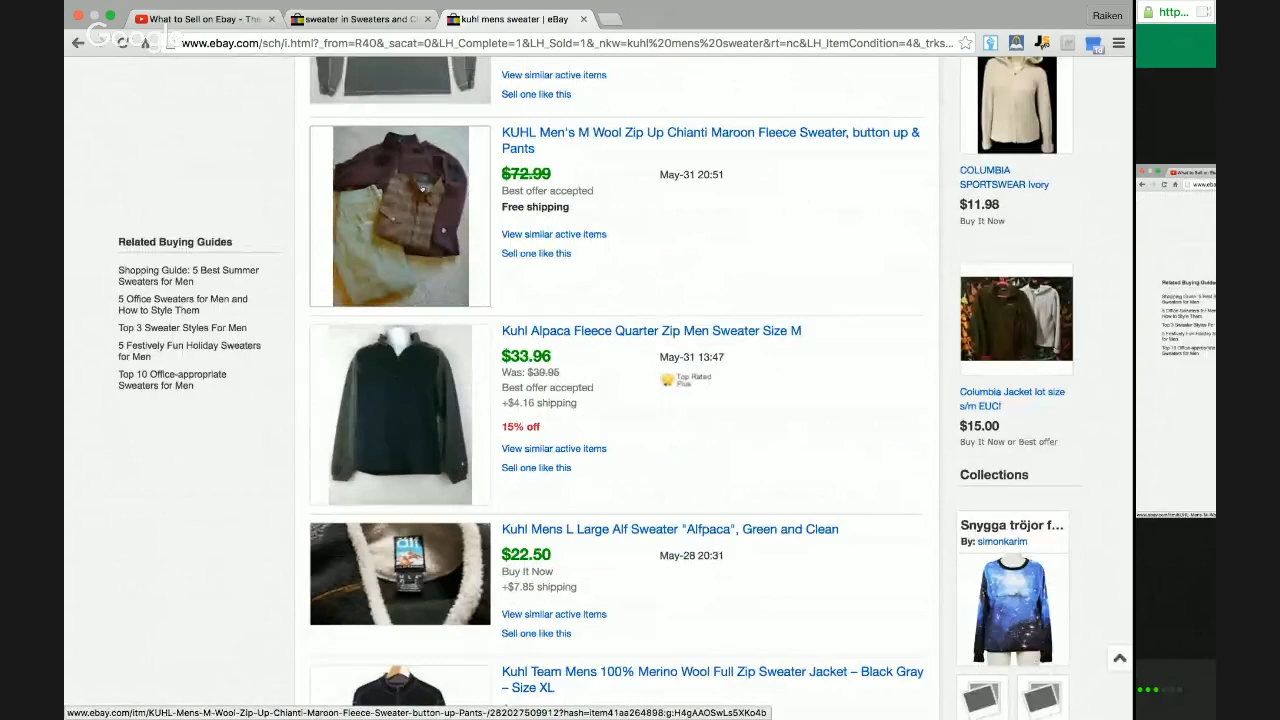 What to Sell on Ebay - The
sweater in Sweaters and C
kuhl mens sweater | eBay
Raiken
https...
Google
www.ebay.com/sch/i.html?_from=R40&_sacat=0&LH_Complete=1&LH_Sold=1&_nkw=kuhl%20mens%20sweater&rt=nc&LH_ItemCondition=4&_trks...
View similar active items
Sell one like this
KUHL Men's M Wool Zip Up Chianti Maroon Fleece Sweater, button up &
Pants
$72.99
May-31 20:51
Best offer accepted
Free shipping
View similar active items
Sell one like this
Related Buying Guides
Shopping Guide: 5 Best Summer
Sweaters for Men
5 Office Sweaters for Men and
How to Style Them
Top 3 Sweater Styles For Men
5 Festively Fun Holiday Sweaters
for Men
Top 10 Office-appropriate
Sweaters for Men
Kuhl Alpaca Fleece Quarter Zip Men Sweater Size M
$33.96
May-31 13:47
Was: $39.95
Top Rated
Plus
Best offer accepted
+$4.16 shipping
15% off
View similar active items
Sell one like this
Kuhl Mens L Large Alf Sweater "Alfpaca", Green and Clean
$22.50
May-28 20:31
Buy It Now
+$7.85 shipping
View similar active items
Sell one like this
alf
Kuhl Team Mens 100% Merino Wool Full Zip Sweater Jacket – Black Gray
– Size XL
COLUMBIA
SPORTSWEAR Ivory
$11.98
Buy It Now
Columbia Jacket lot size
s/m EUC!
$15.00
Buy It Now or Best offer
Collections
Snygga tröjor f...
By: simonkarim
www.ebay.com/itm/KUHL-Mens-M-Wool-Zip-Up-Chianti-Maroon-Fleece-Sweater-button-up-Pants-/282027509912?hash=item41aa264898:g:H4gAAOSwLs5XKo4b
Related Buying Guide